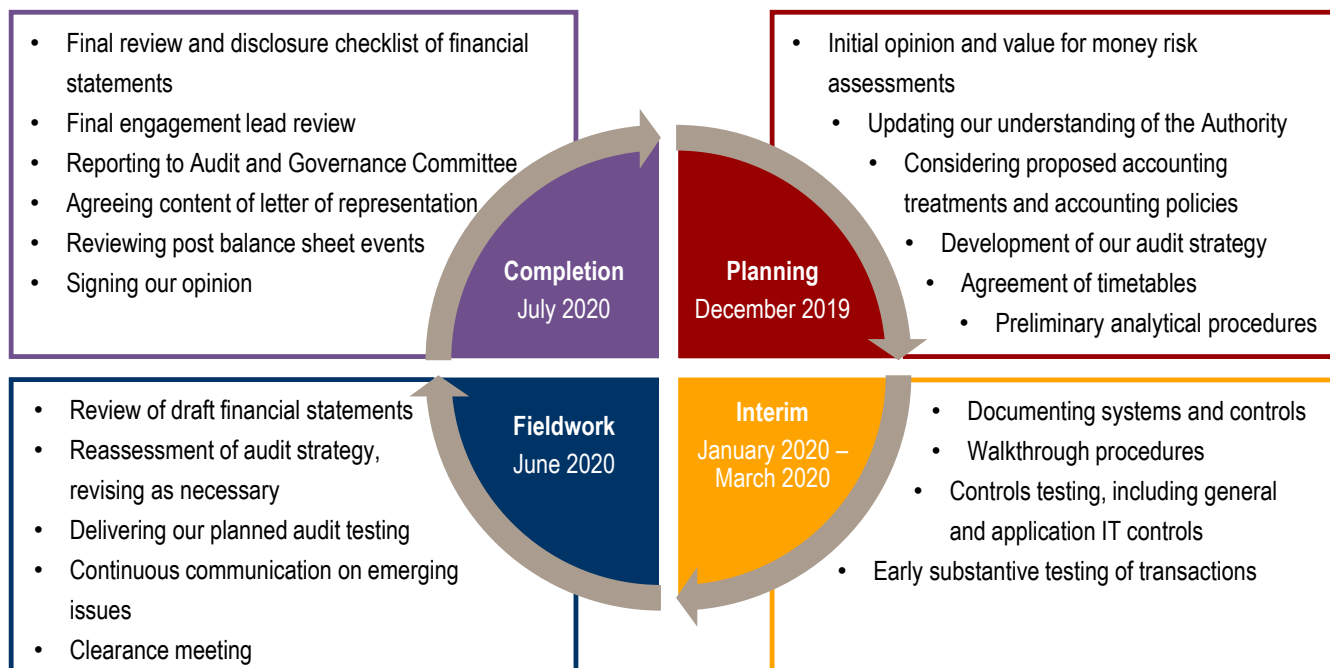 • Final review and disclosure checklist of financial
statements
• Final engagement lead review
• Reporting to Audit and Governance Committee
• Agreeing content of letter of representation
• Reviewing post balance sheet events
• Signing our opinion
Completion
July 2020
• Initial opinion and value for money risk
assessments
• Updating our understanding of the Authority
• Considering proposed accounting
treatments and accounting policies
• Development of our audit strategy
• Agreement of timetables
• Preliminary analytical procedures
Planning
December 2019
• Review of draft financial statements
• Reassessment of audit strategy,
revising as necessary
• Delivering our planned audit testing
• Continuous communication on emerging
issues
• Clearance meeting
Fieldwork
June 2020
Interim
January 2020 –
March 2020
• Documenting systems and controls
• Walkthrough procedures
• Controls testing, including general
and application IT controls
• Early substantive testing of transactions